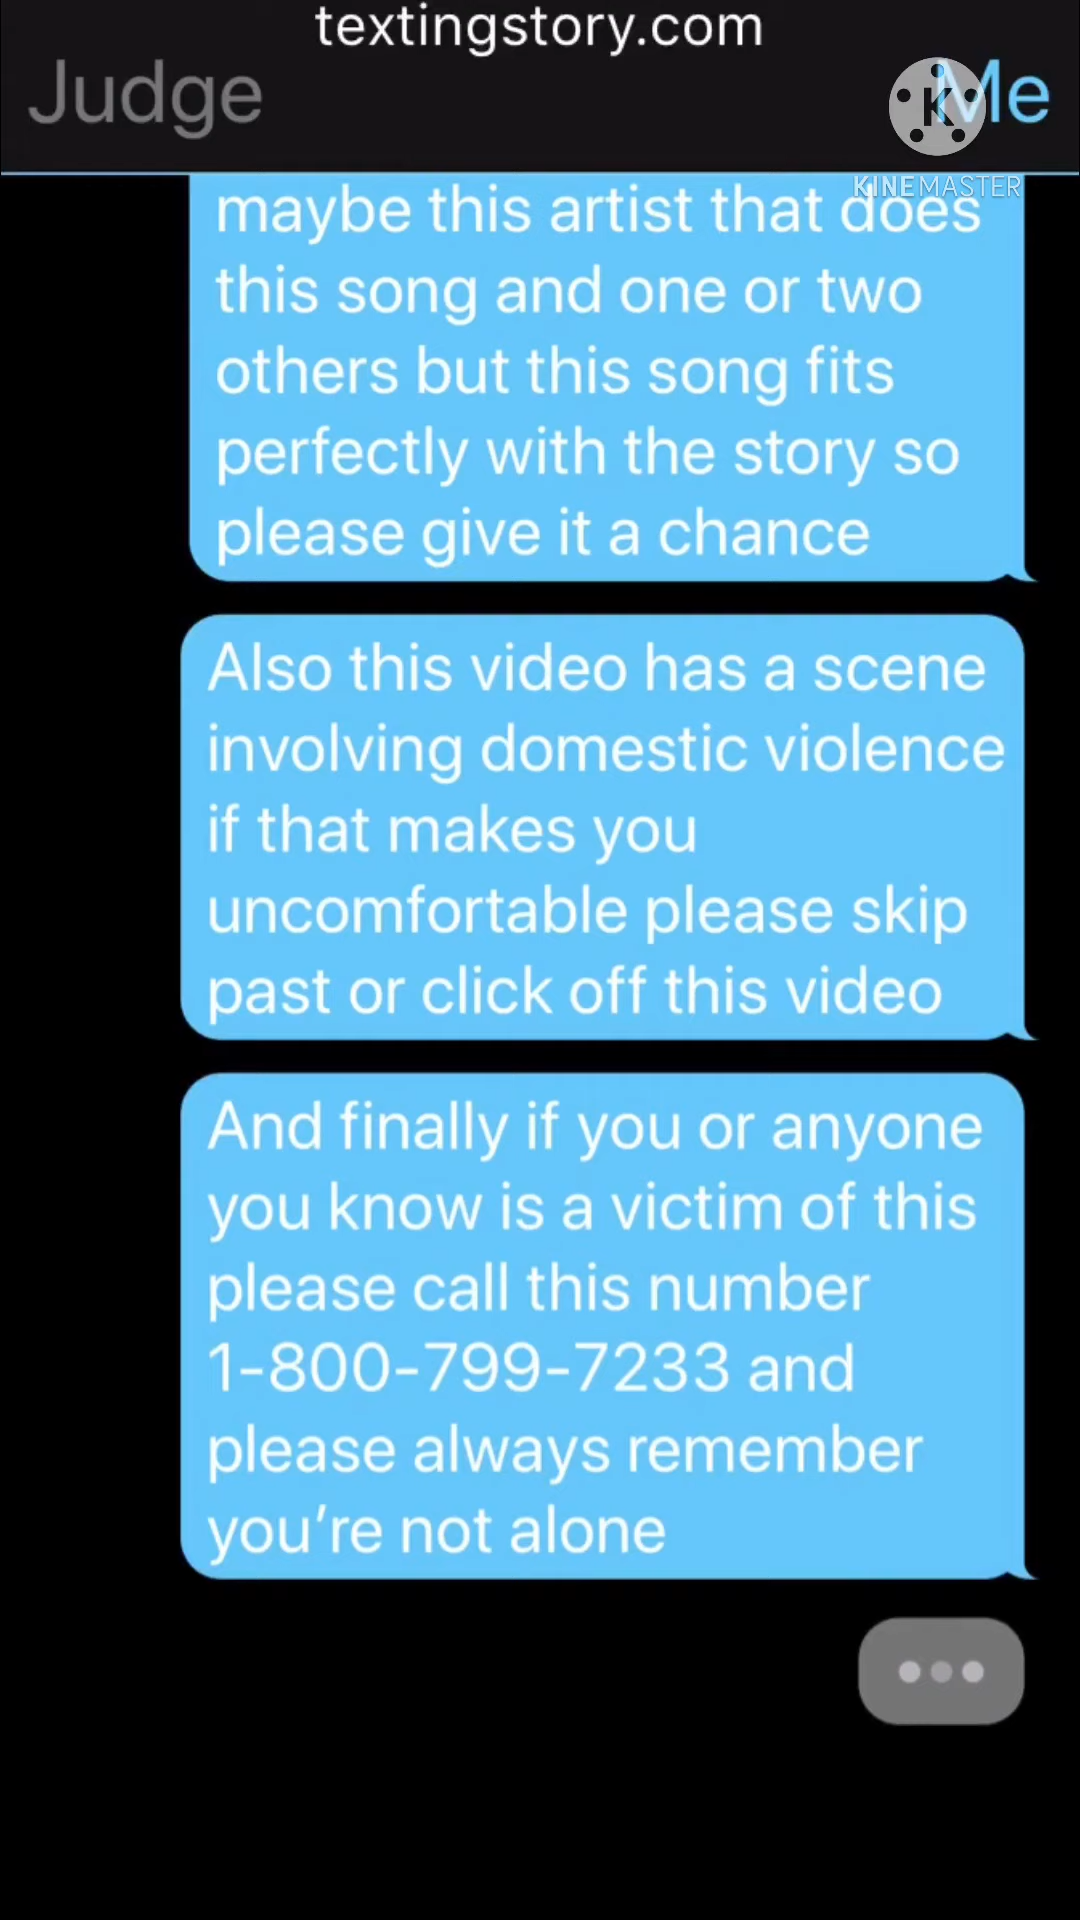 textingstory.com
Judge
Me
K
KINEMASTER
maybe this artist that does
this song and one or two
others but this song fits
perfectly with the story so
please give it a chance
Also this video has a scene
involving domestic violence
if that makes you
uncomfortable please skip
past or click off this video
And finally if you or anyone
you know is a victim of this
please call this number
1-800-799-7233 and
please always remember
you’re not alone